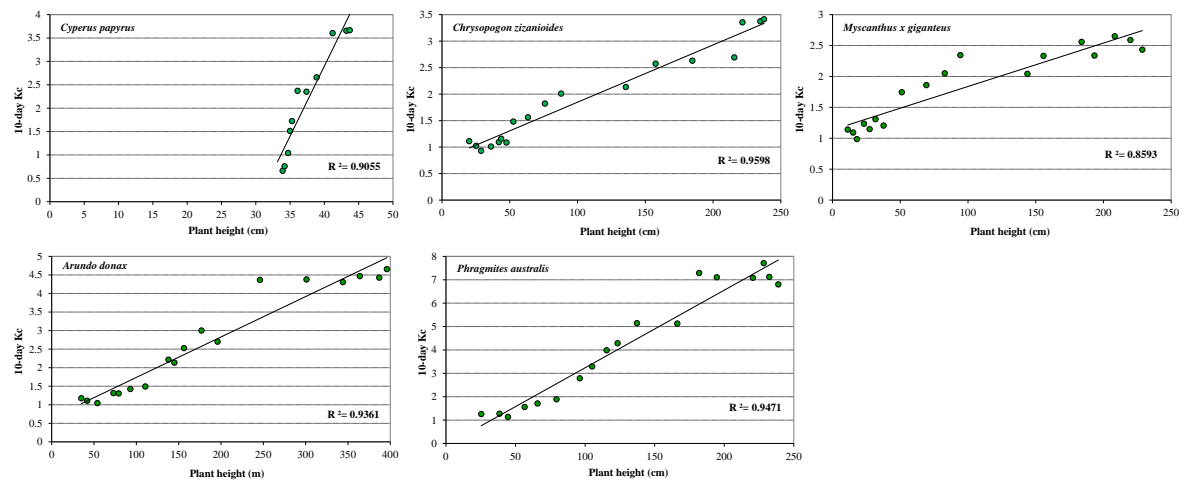 Cyperus papyrus
10-day Kc
4
3.5
3
2.5
2
1.5
1
0.5
0
R ²= 0.9055
0 5 10 15 20 25 30 35 40 45 50
Plant height (cm)
Chrysopogon zizanioides
10-day Kc
3.5
3
2.5
2
1.5
1
0.5
0
R ²= 0.9598
0 50 100 150 200 250
Plant height (cm)
Myscanthus x giganteus
10-day Kc
3
2.5
2
1.5
1
0.5
0
R ²= 0.8593
0 50 100 150 200 250
Plant height (cm)
Arundo donax
10-day Kc
5
4.5
4
3.5
3
2.5
2
1.5
1
0.5
0
R ²= 0.9361
0 50 100 150 200 250 300 350 400
Plant height (m)
Phragmites australis
10-day Kc
8
7
6
5
4
3
2
1
0
R ²= 0.9471
0 50 100 150 200 250
Plant height (cm)